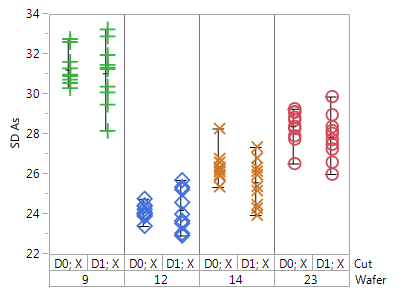 34
32
30
28
26
24
22
SD As
D0; X D1; X D0; X D1; X D0; X D1; X D0; X D1; X Cut
9 12 14 23 Wafer